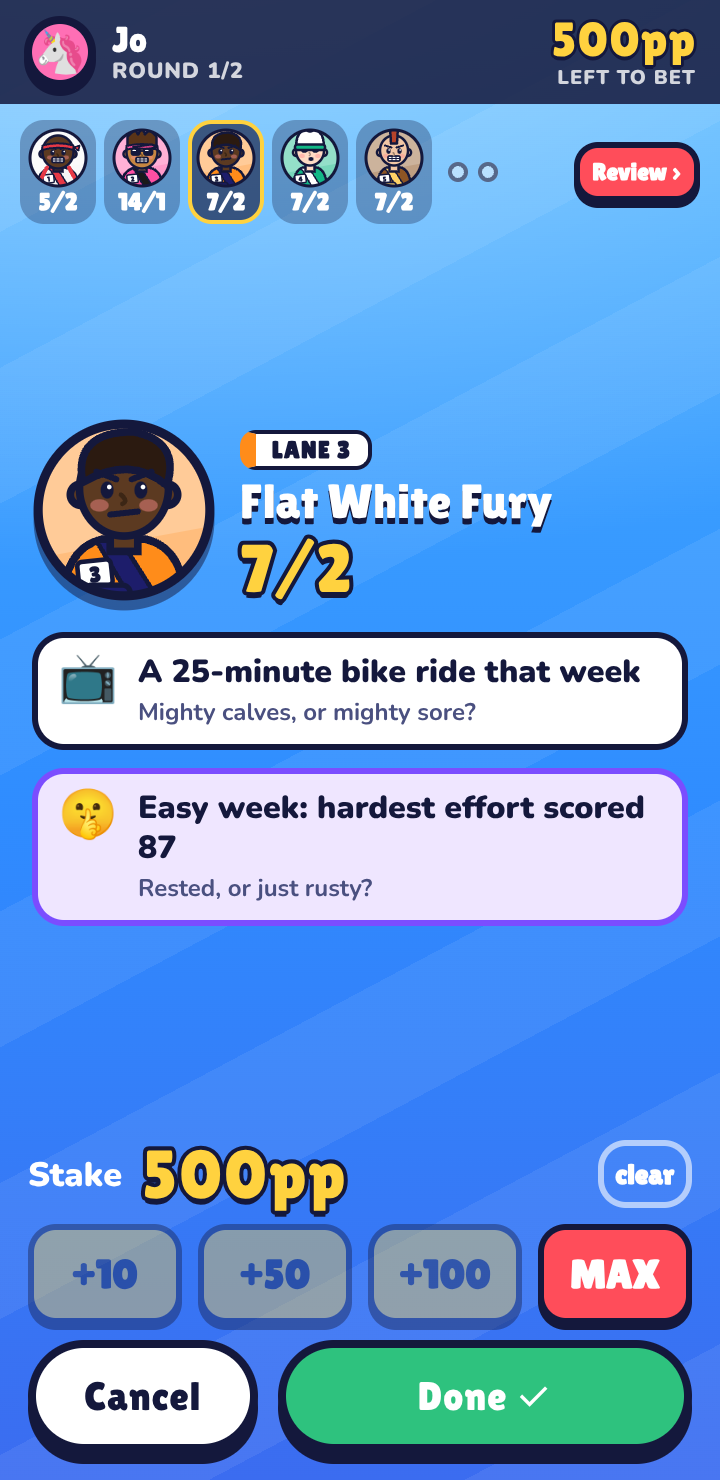 Jo
ROUND 1/2
500pp
LEFT TO BET
5/2
14/1
7/2
7/2
7/2
Review ›
LANE 3
Flat White Fury
7/2
3
A 25-minute bike ride that week
Mighty calves, or mighty sore?
Easy week: hardest effort scored
87
Rested, or just rusty?
Stake 500pp
clear
+10
+50
+100
MAX
Cancel
Done ✓